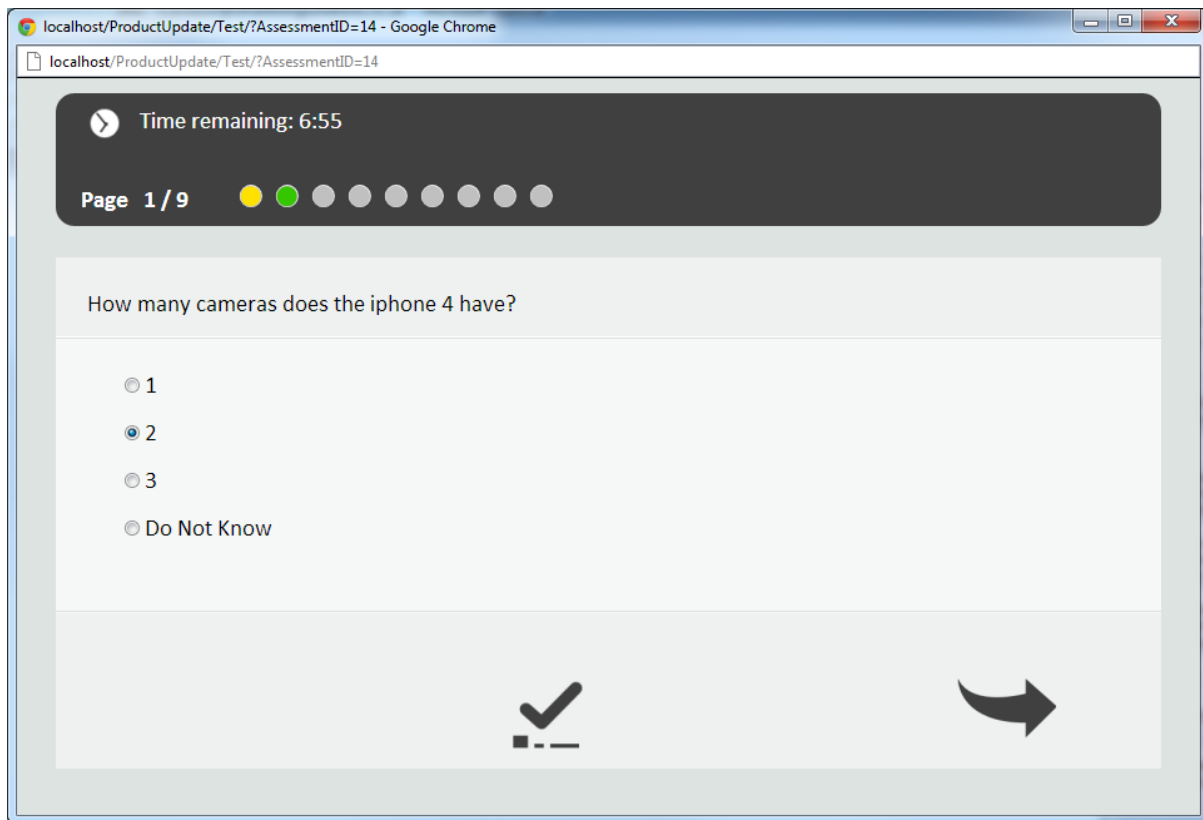 localhost/ProductUpdate/Test/?AssessmentID=14 - Google Chrome
localhost/ProductUpdate/Test/?AssessmentID=14
Time remaining: 6:55
Page 1 / 9
How many cameras does the iphone 4 have?
1
2
3
Do Not Know